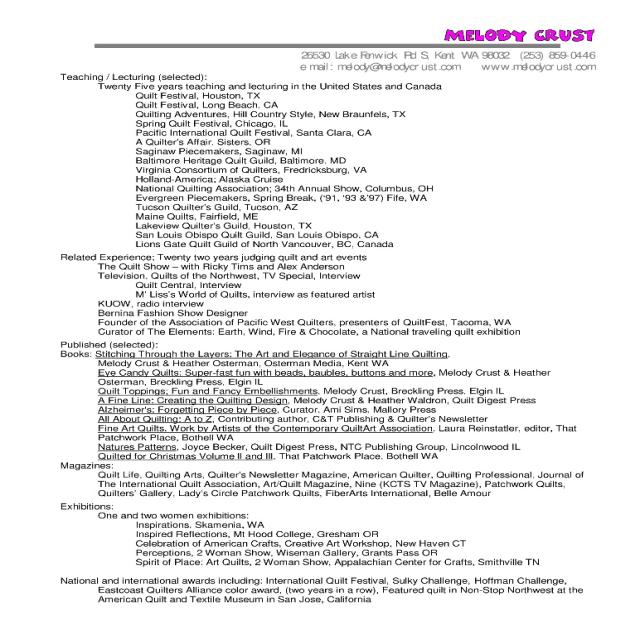 MELODY CRUST
26530 Lake Fenwick Rd S, Kent WA 98032 (253) 859-0446
e mail: melody@melodycrust.com www.melodycrust.com
Teaching / Lecturing (selected):
Twenty Five years teaching and lecturing in the United States and Canada
Quilt Festival, Houston, TX
Quilt Festival, Long Beach, CA
Quilting Adventures, Hill Country Style, New Braunfels, TX
Spring Quilt Festival, Chicago, IL
Pacific International Quilt Festival, Santa Clara, CA
A Quilter's Affair, Sisters, OR
Saginaw Piecemakers, Saginaw, MI
Baltimore Heritage Quilt Guild, Baltimore, MD
Virginia Consortium of Quilters, Fredricksburg, VA
Holland-America; Alaska Cruise
National Quilting Association; 34th Annual Show, Columbus, OH
Evergreen Piecemakers, Spring Break, ('91, '93 &'97) Fife, WA
Tucson Quilter's Guild, Tucson, AZ
Maine Quilts, Fairfield, ME
Lakeview Quilter's Guild, Houston, TX
San Louis Obispo Quilt Guild, San Louis Obispo, CA
Lions Gate Quilt Guild of North Vancouver, BC, Canada
Related Experience: Twenty two years judging quilt and art events
The Quilt Show – with Ricky Tims and Alex Anderson
Television, Quilts of the Northwest, TV Special, Interview
Quilt Central, Interview
M' Liss's World of Quilts, interview as featured artist
KUOW, radio interview
Bernina Fashion Show Designer
Founder of the Association of Pacific West Quilters, presenters of QuiltFest, Tacoma, WA
Curator of The Elements: Earth, Wind, Fire & Chocolate, a National traveling quilt exhibition
Published (selected):
Books: Stitching Through the Layers: The Art and Elegance of Straight Line Quilting,
Melody Crust & Heather Osterman, Osterman Media, Kent WA
Eye Candy Quilts: Super-fast fun with beads, baubles, buttons and more, Melody Crust & Heather
Osterman, Breckling Press, Elgin IL
Quilt Toppings; Fun and Fancy Embellishments, Melody Crust, Breckling Press, Elgin IL
A Fine Line: Creating the Quilting Design, Melody Crust & Heather Waldron, Quilt Digest Press
Alzheimer's: Forgetting Piece by Piece, Curator, Ami Sims, Mallory Press
All About Quilting; A to Z, Contributing author, C&T Publishing & Quilter's Newsletter
Fine Art Quilts, Work by Artists of the Contemporary QuiltArt Association, Laura Reinstatler, editor, That
Patchwork Place, Bothell WA
Natures Patterns, Joyce Becker, Quilt Digest Press, NTC Publishing Group, Lincolnwood IL
Quilted for Christmas Volume II and III, That Patchwork Place, Bothell WA
Magazines:
Quilt Life, Quilting Arts, Quilter's Newsletter Magazine, American Quilter, Quilting Professional, Journal of
The International Quilt Association, Art/Quilt Magazine, Nine (KCTS TV Magazine), Patchwork Quilts,
Quilters' Gallery, Lady's Circle Patchwork Quilts, FiberArts International, Belle Amour
Exhibitions:
One and two women exhibitions:
Inspirations, Skamenia, WA
Inspired Reflections, Mt Hood College, Gresham OR
Celebration of American Crafts, Creative Art Workshop, New Haven CT
Perceptions, 2 Woman Show, Wiseman Gallery, Grants Pass OR
Spirit of Place: Art Quilts, 2 Woman Show, Appalachian Center for Crafts, Smithville TN
National and international awards including: International Quilt Festival, Sulky Challenge, Hoffman Challenge,
Eastcoast Quilters Alliance color award, (two years in a row), Featured quilt in Non-Stop Northwest at the
American Quilt and Textile Museum in San Jose, California